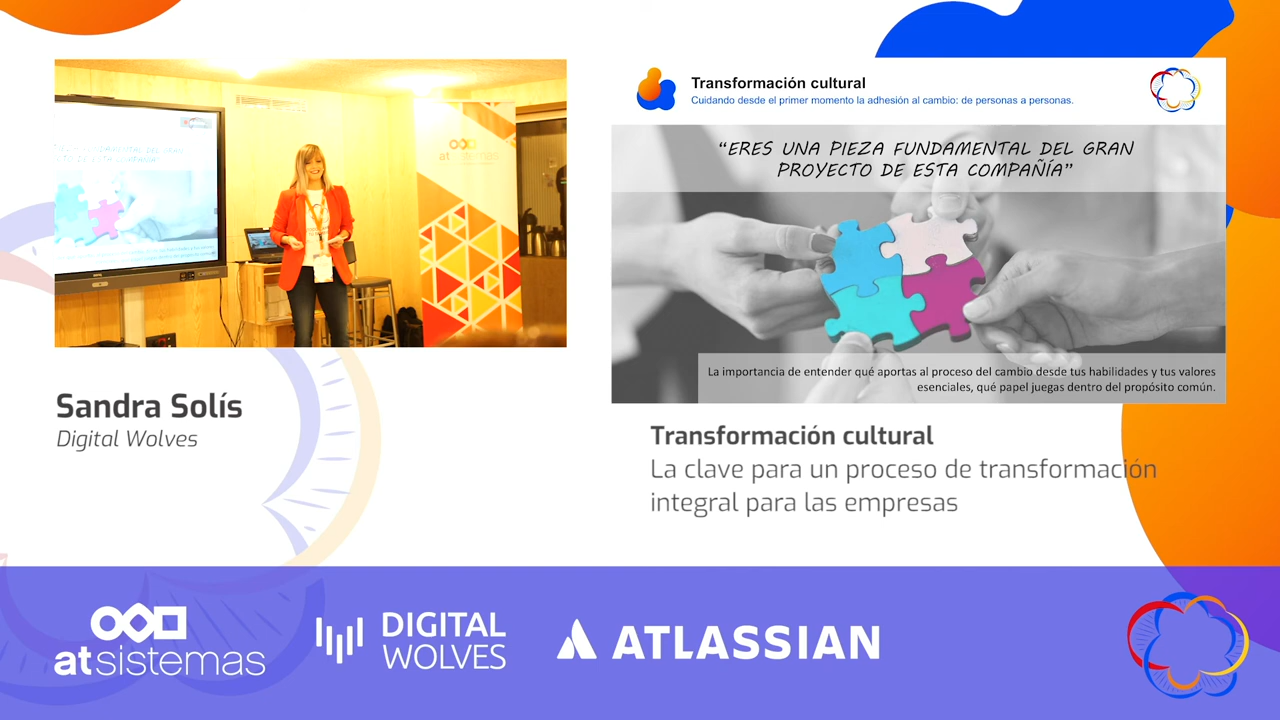 Transformación cultural
Cuidando desde el primer momento la adhesión al cambio: de personas a personas.
“ERES UNA PIEZA FUNDAMENTAL DEL GRAN
PROYECTO DE ESTA COMPAÑÍA”
La importancia de entender qué aportas al proceso del cambio desde tus habilidades y tus valores
esenciales, qué papel juegas dentro del propósito común.
atsistemas
Sandra Solís
Digital Wolves
Transformación cultural
La clave para un proceso de transformación
integral para las empresas
atsistemas
DIGITAL
WOLVES
ATLASSIAN